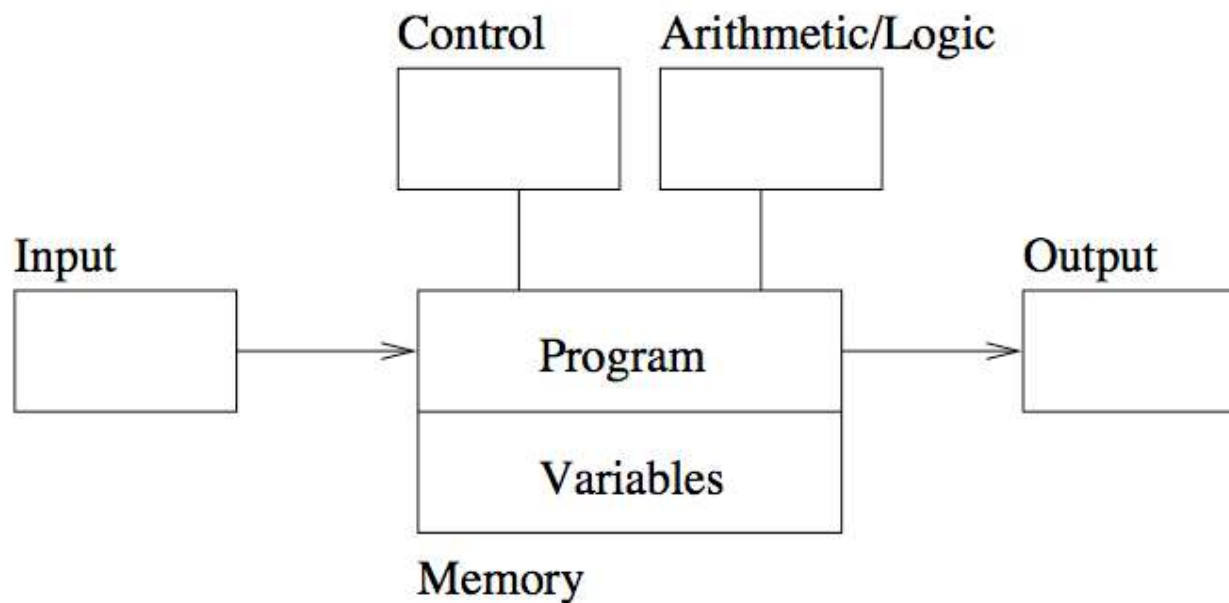 Control
Arithmetic/Logic
Input
Output
Program
Variables
Memory